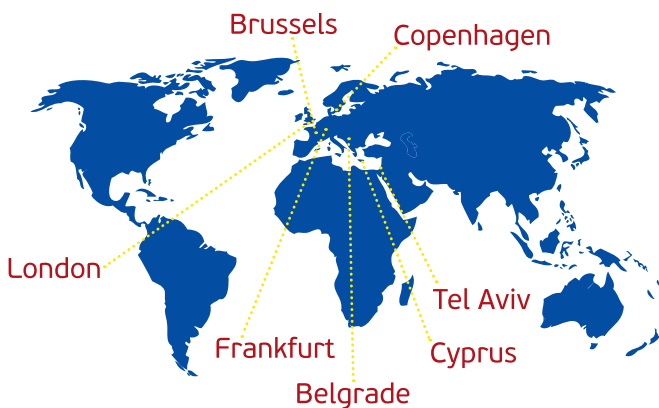 Brussels
Copenhagen
London
Tel Aviv
Frankfurt
Cyprus
Belgrade